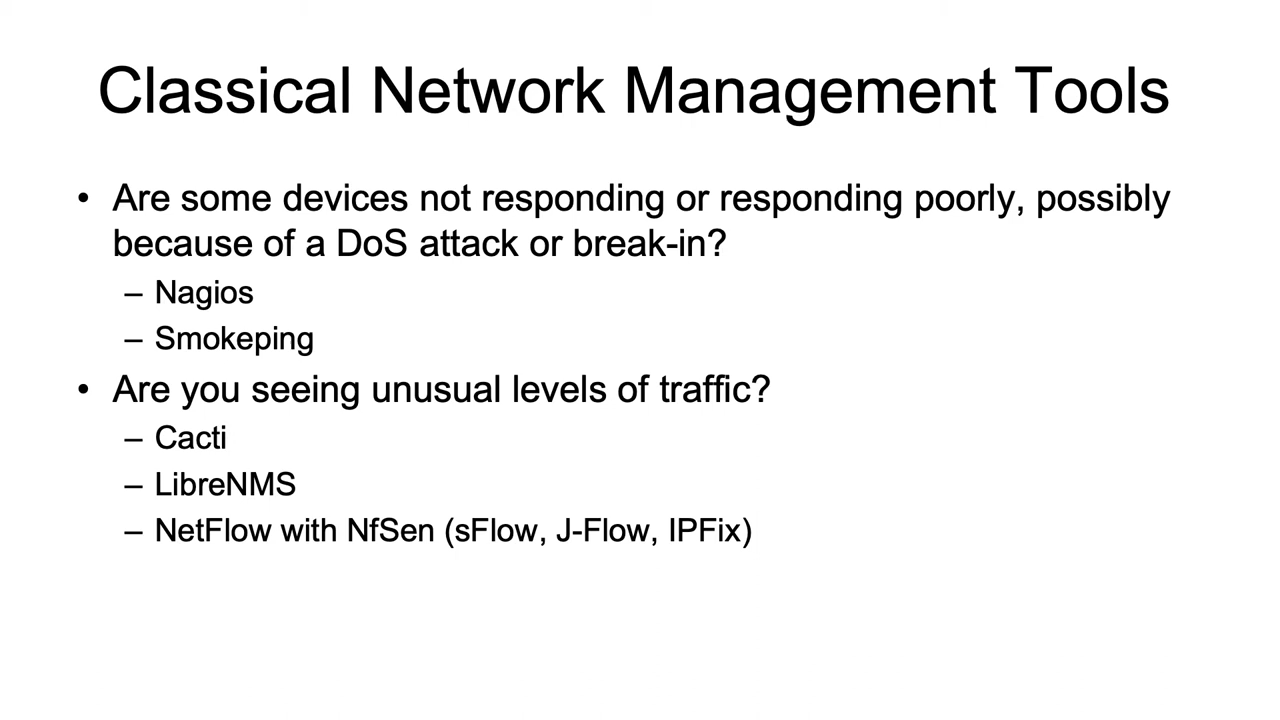 Classical Network Management Tools
• Are some devices not responding or responding poorly, possibly
because of a DoS attack or break-in?
– Nagios
– Smokeping
• Are you seeing unusual levels of traffic?
– Cacti
– LibreNMS
– NetFlow with NfSen (sFlow, J-Flow, IPFix)